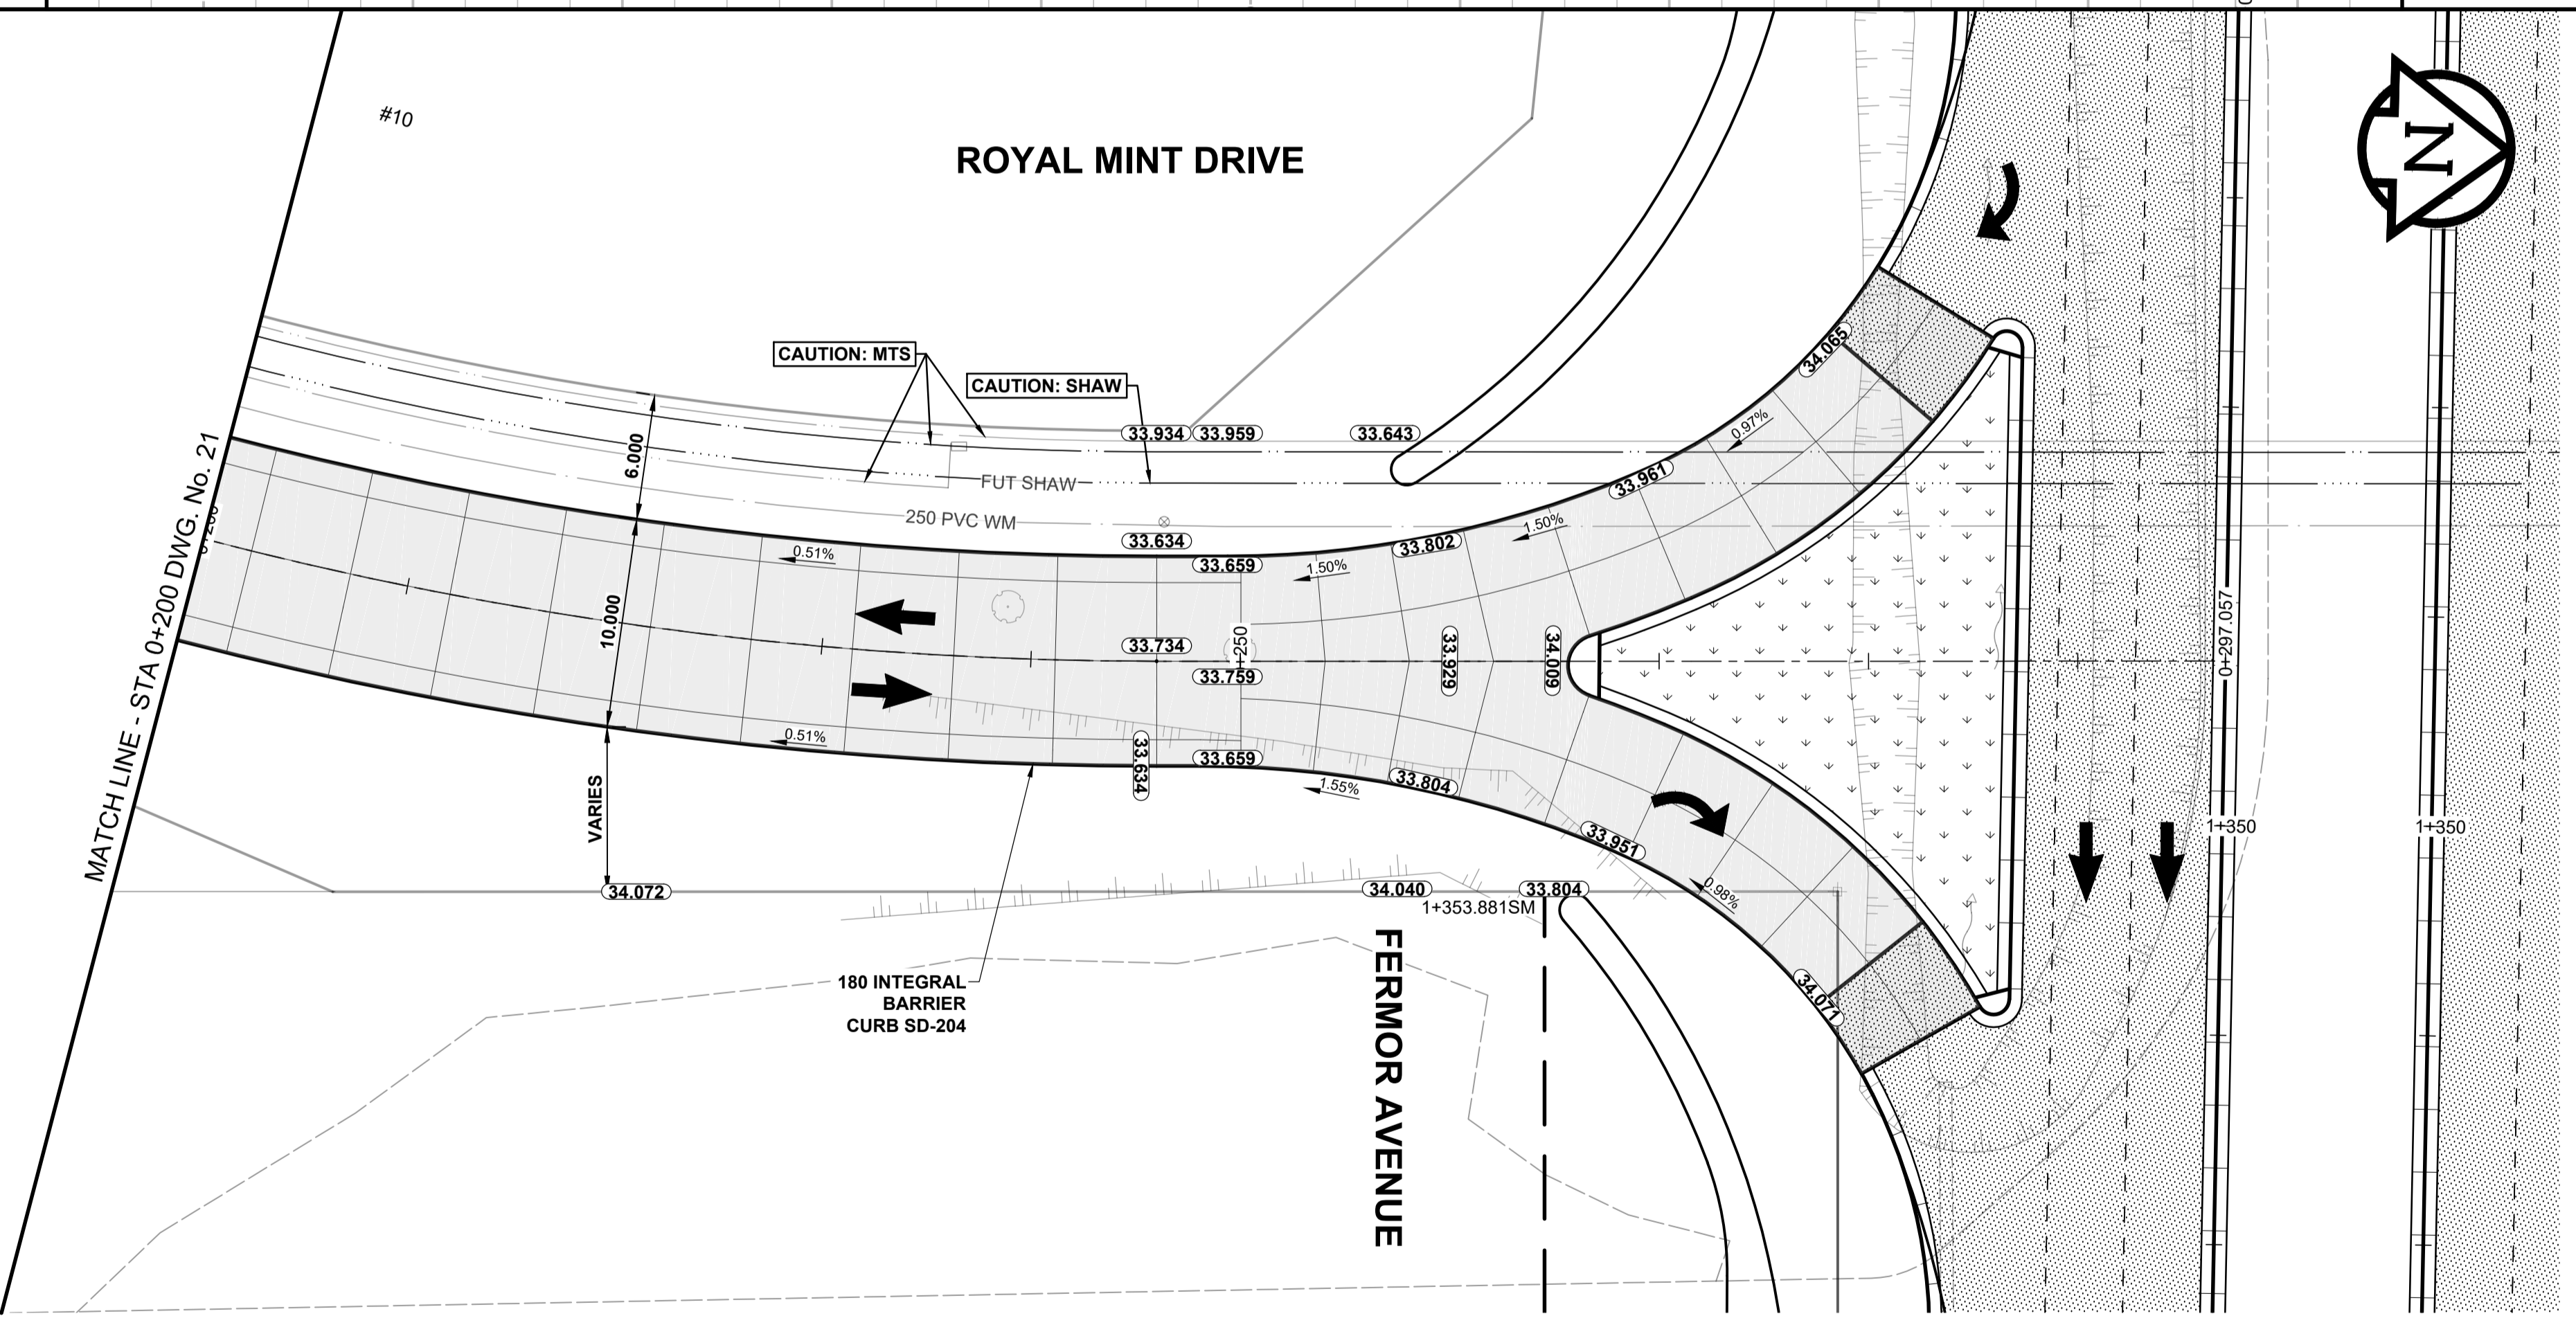 #10
ROYAL MINT DRIVE
N
CAUTION: MTS
CAUTION: SHAW
MATCH LINE - STA 0+200 DWG. No. 21
6.000
10.000
VARIES
FUT SHAW
250 PVC WM
33.934
33.959
33.643
33.634
33.659
33.802
33.961
34.065
0.51%
1.50%
1.50%
0.97%
33.734
33.759
33.929
34.009
0+297.057
0.51%
33.634
33.659
33.804
33.951
34.071
1.55%
0.98%
34.072
34.040
33.804
1+353.881SM
1+350
1+350
180 INTEGRAL
BARRIER
CURB SD-204
FERMOR AVENUE